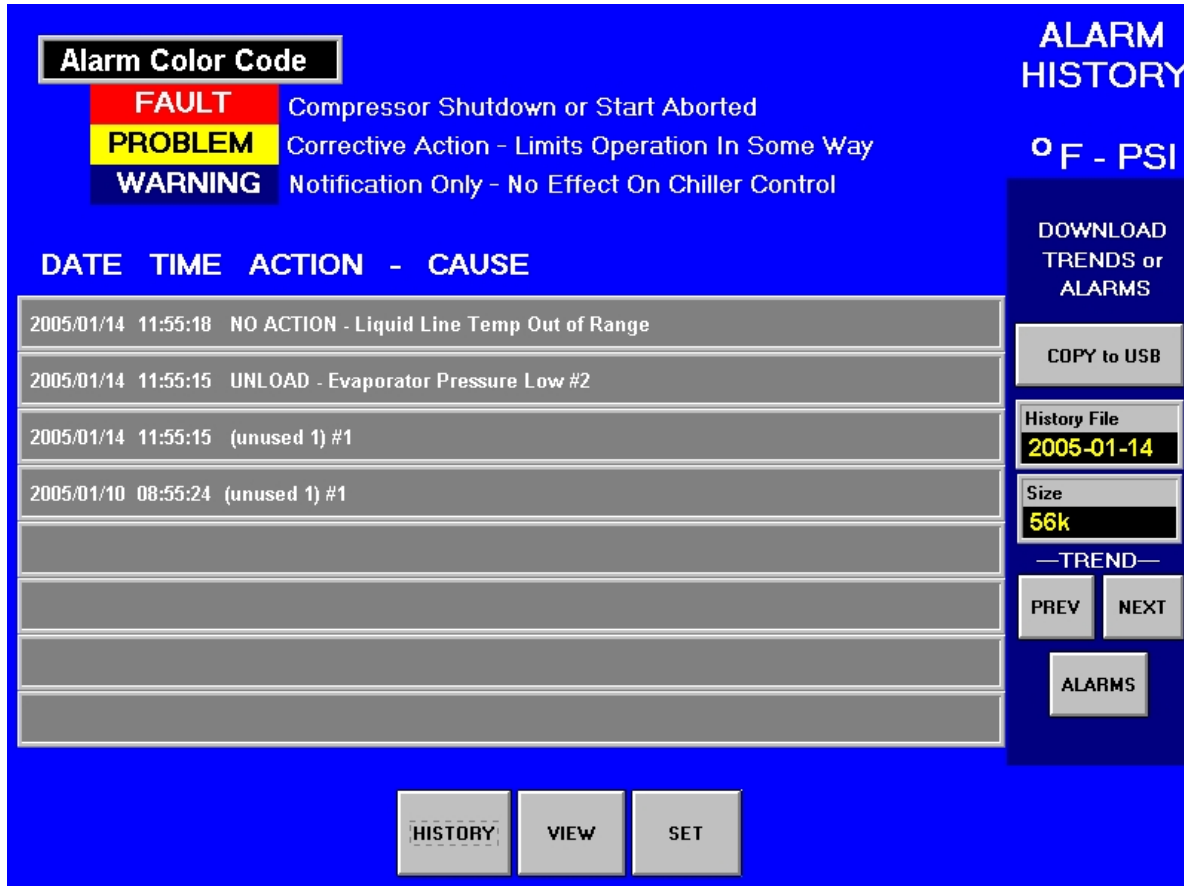 Alarm Color Code
FAULT Compressor Shutdown or Start Aborted
PROBLEM Corrective Action - Limits Operation In Some Way
WARNING Notification Only - No Effect On Chiller Control
DATE TIME ACTION - CAUSE
2005/01/14 11:55:18 NO ACTION - Liquid Line Temp Out of Range
2005/01/14 11:55:15 UNLOAD - Evaporator Pressure Low #2
2005/01/14 11:55:15 (unused 1) #1
2005/01/10 08:55:24 (unused 1) #1
HISTORY VIEW SET
ALARM
HISTORY
°F - PSI
DOWNLOAD
TRENDS or
ALARMS
COPY to USB
History File
2005-01-14
Size
56k
—TREND—
PREV NEXT
ALARMS